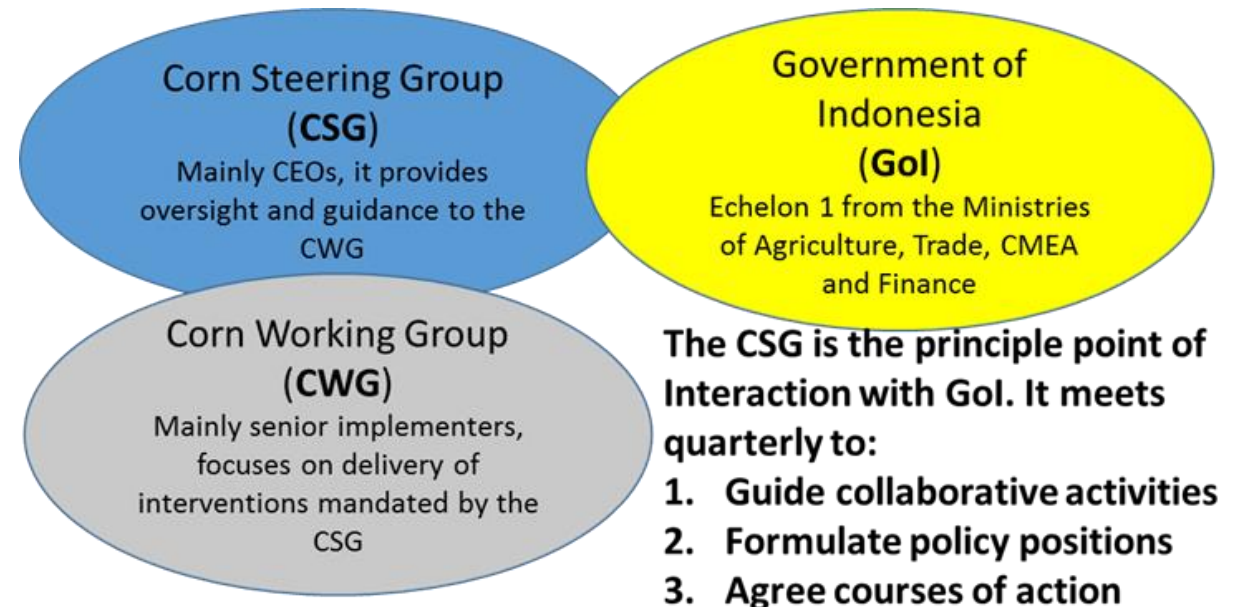 Corn Steering Group
(CSG)
Mainly CEOs, it provides
oversight and guidance to the
CWG
Government of
Indonesia
(GoI)
Echelon 1 from the Ministries
of Agriculture, Trade, CMEA
and Finance
Corn Working Group
(CWG)
Mainly senior implementers,
focuses on delivery of
interventions mandated by the
CSG
The CSG is the principle point of
Interaction with GoI. It meets
quarterly to:
1. Guide collaborative activities
2. Formulate policy positions
3. Agree courses of action